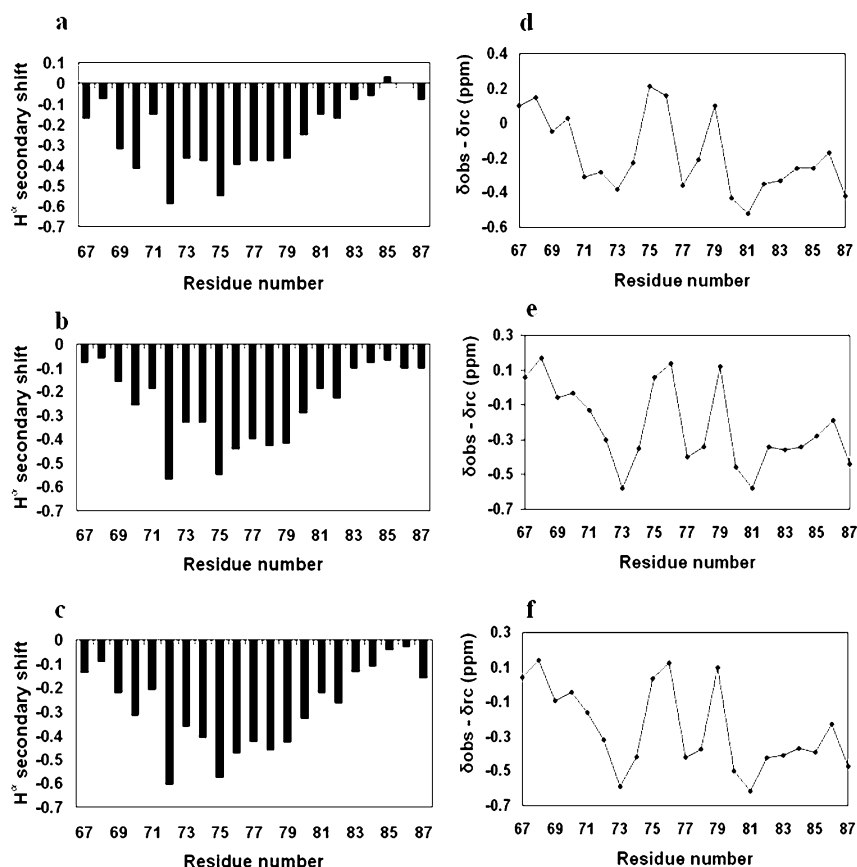 a
0.1
0
-0.1
-0.2
-0.3
-0.4
-0.5
-0.6
-0.7
Hα secondary shift
67 69 71 73 75 77 79 81 83 85 87
Residue number
d
0.4
0.2
0
-0.2
-0.4
-0.6
δobs - δrc (ppm)
67 69 71 73 75 77 79 81 83 85 87
Residue number
b
0
-0.1
-0.2
-0.3
-0.4
-0.5
-0.6
-0.7
Hα secondary shift
67 69 71 73 75 77 79 81 83 85 87
Residue number
e
0.3
0.1
-0.1
-0.3
-0.5
-0.7
δobs - δrc (ppm)
67 69 71 73 75 77 79 81 83 85 87
Residue number
c
0
-0.1
-0.2
-0.3
-0.4
-0.5
-0.6
-0.7
Hα secondary shift
67 69 71 73 75 77 79 81 83 85 87
Residue number
f
0.3
0.1
-0.1
-0.3
-0.5
-0.7
δobs - δrc (ppm)
67 69 71 73 75 77 79 81 83 85 87
Residue number